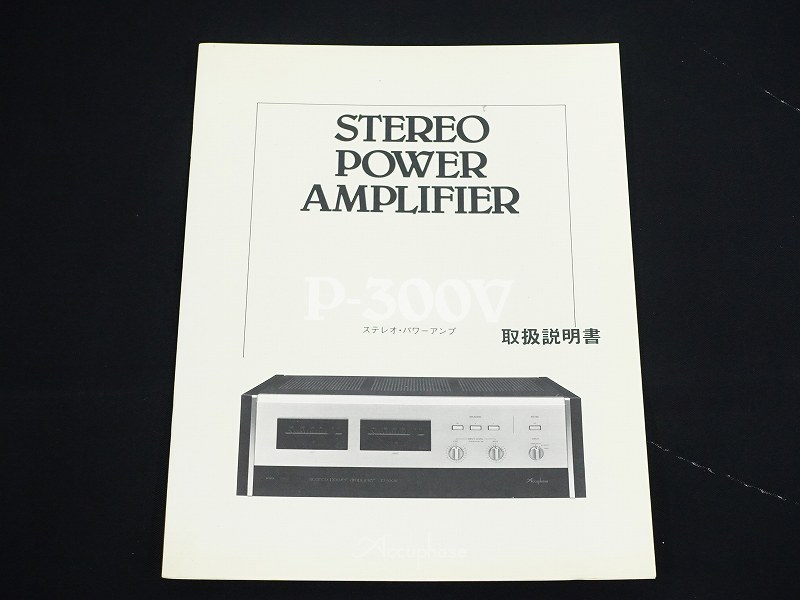 STEREO
POWER
AMPLIFIER
P-300V
ステレオ・パワーアンプ
取扱説明書
Accuphase